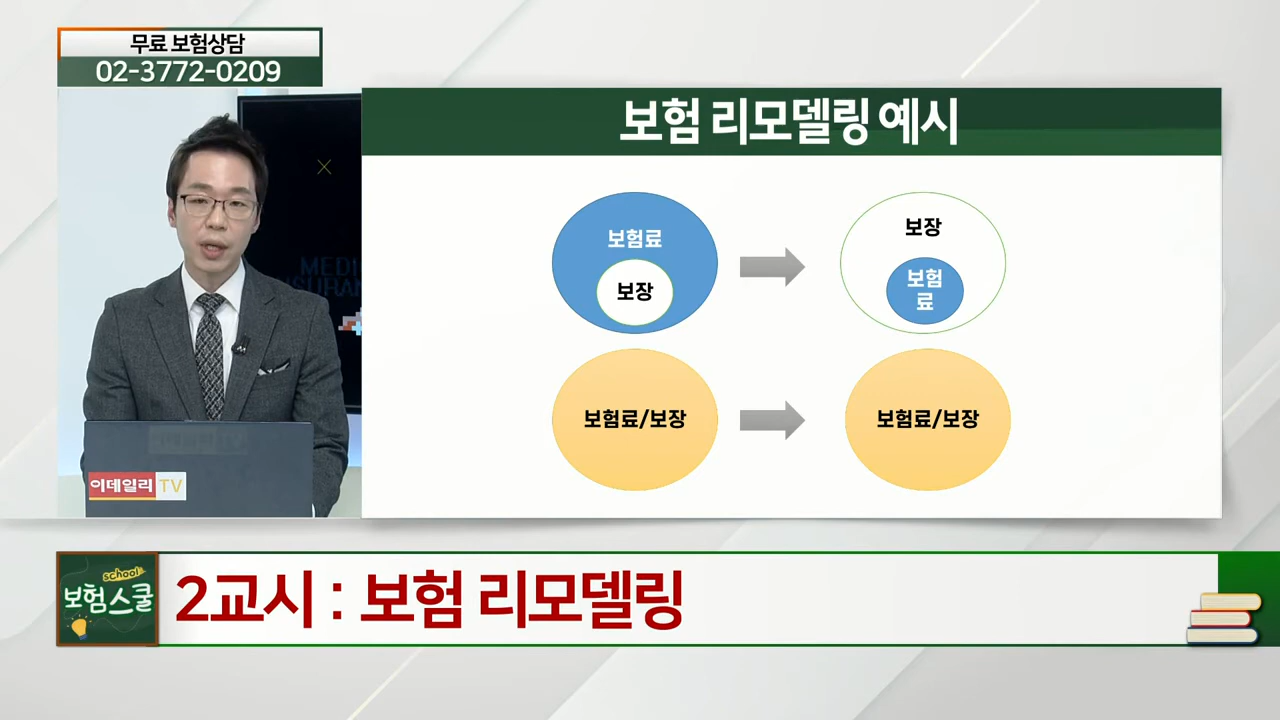 무료 보험상담
02-3772-0209
보험 리모델링 예시
보험료
보장
보장
보험
료
보험료/보장
보험료/보장
이데일리 TV
school
보험스쿨
2교시 : 보험 리모델링